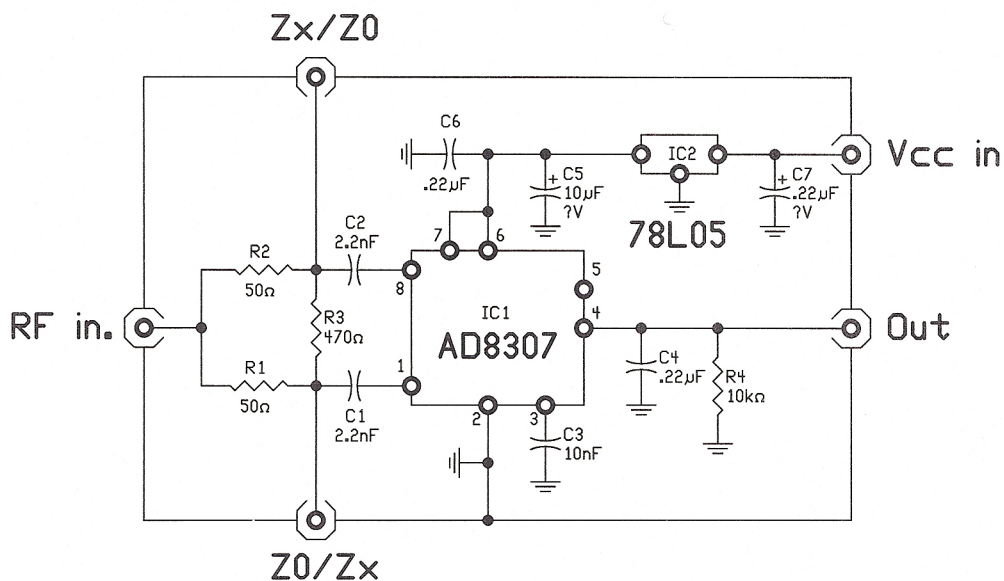 Zx/Z0
C6
.22µF
C5
+
10µF
?V
IC2
78L05
Vcc in
+
C7
.22µF
?V
C2
2.2nF
7
6
R2
50Ω
8
5
RF in.
R3
470Ω
IC1
AD8307
4
Out
R1
50Ω
1
C1
2.2nF
2
3
C3
10nF
C4
.22µF
R4
10kΩ
Z0/Zx